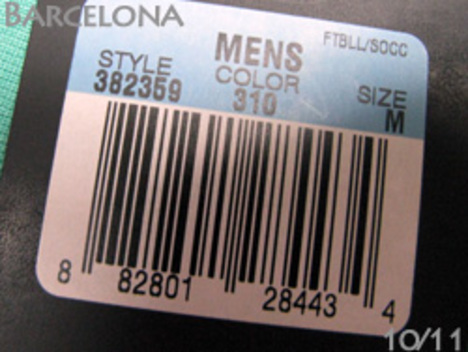 BARCELONA
MENS
FTBLL/SOCC
STYLE COLOR SIZE
382359 310 M
8 82801 28443 4
10/11